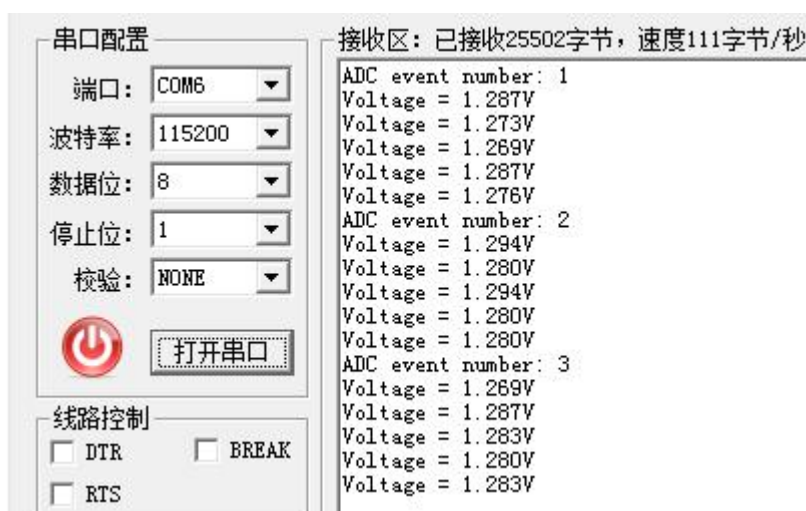 串口配置
端口： COM6
波特率： 115200
数据位： 8
停止位： 1
校验： NONE
打开串口
线路控制
DTR BREAK
RTS
接收区：已接收25502字节，速度111字节/秒
ADC event number: 1
Voltage = 1.287V
Voltage = 1.273V
Voltage = 1.269V
Voltage = 1.287V
Voltage = 1.276V
ADC event number: 2
Voltage = 1.294V
Voltage = 1.280V
Voltage = 1.294V
Voltage = 1.280V
Voltage = 1.280V
ADC event number: 3
Voltage = 1.269V
Voltage = 1.287V
Voltage = 1.283V
Voltage = 1.280V
Voltage = 1.283V